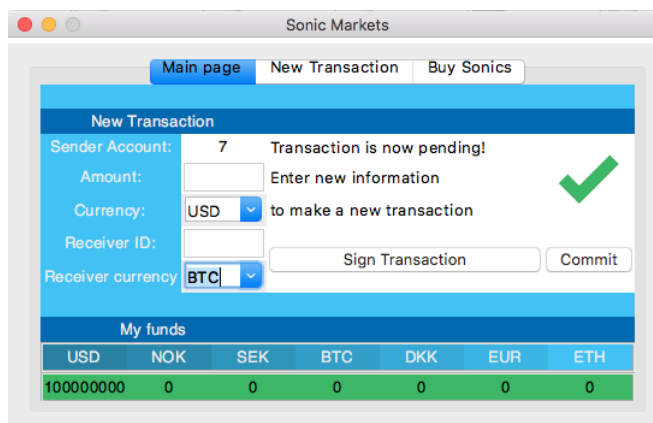 Sonic Markets
Main page New Transaction Buy Sonics
New Transaction
Sender Account: 7 Transaction is now pending!
Amount: Enter new information
Currency: USD to make a new transaction
Receiver ID:
Sign Transaction Commit
Receiver currency BTC
My funds
USD NOK SEK BTC DKK EUR ETH
100000000 0 0 0 0 0 0